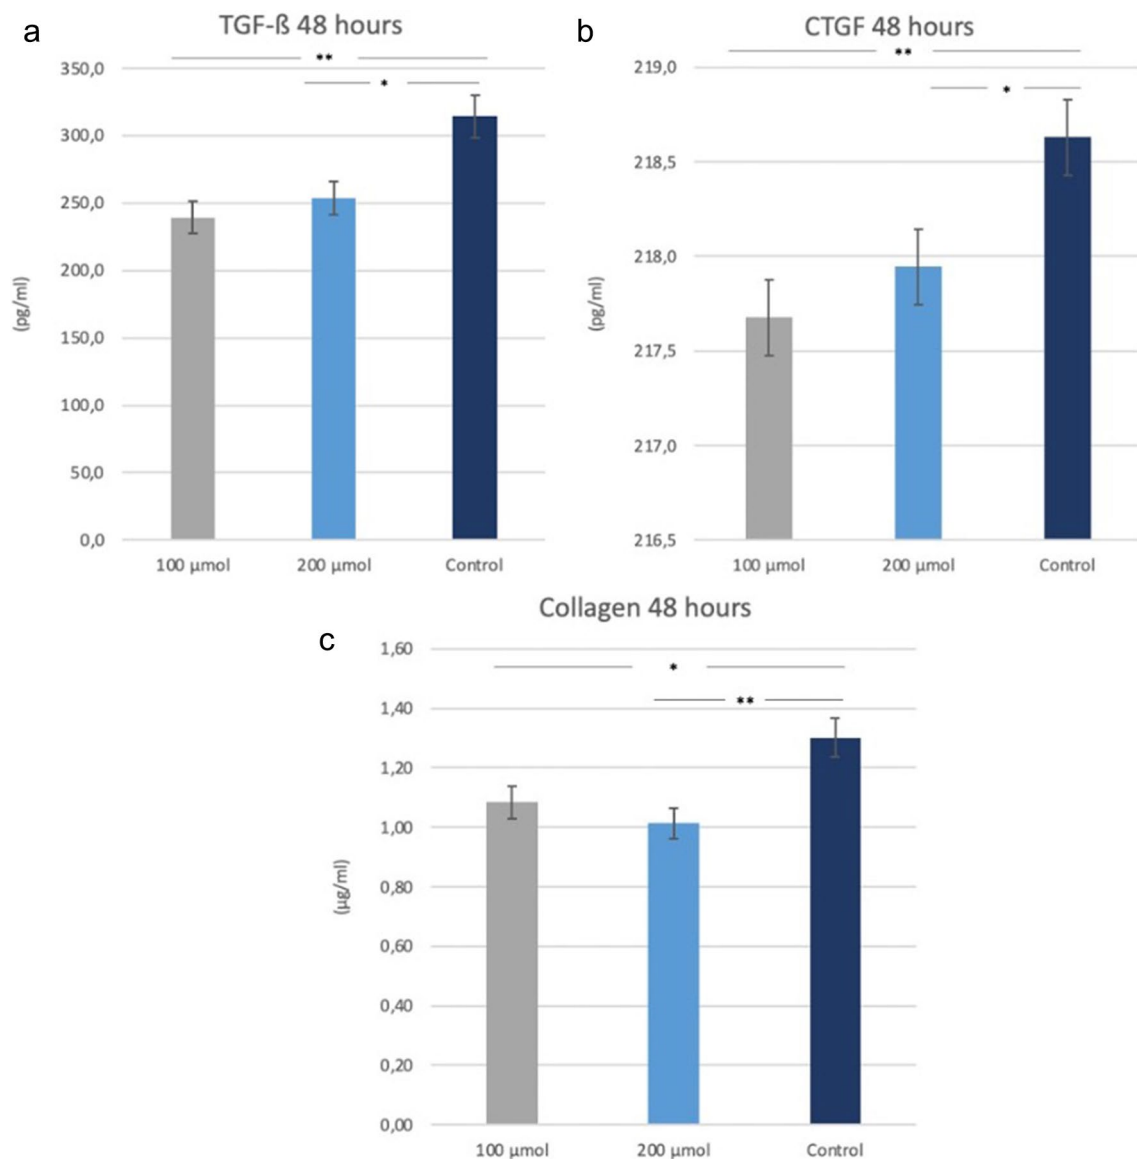 a
TGF-ß 48 hours
**
*
350,0
300,0
250,0
200,0
150,0
100,0
50,0
0,0
(pg/ml)
100 µmol 200 µmol Control
b
CTGF 48 hours
**
*
219,0
218,5
218,0
217,5
217,0
216,5
(pg/ml)
100 µmol 200 µmol Control
c
Collagen 48 hours
*
**
1,60
1,40
1,20
1,00
0,80
0,60
0,40
0,20
0,00
(µg/ml)
100 µmol 200 µmol Control